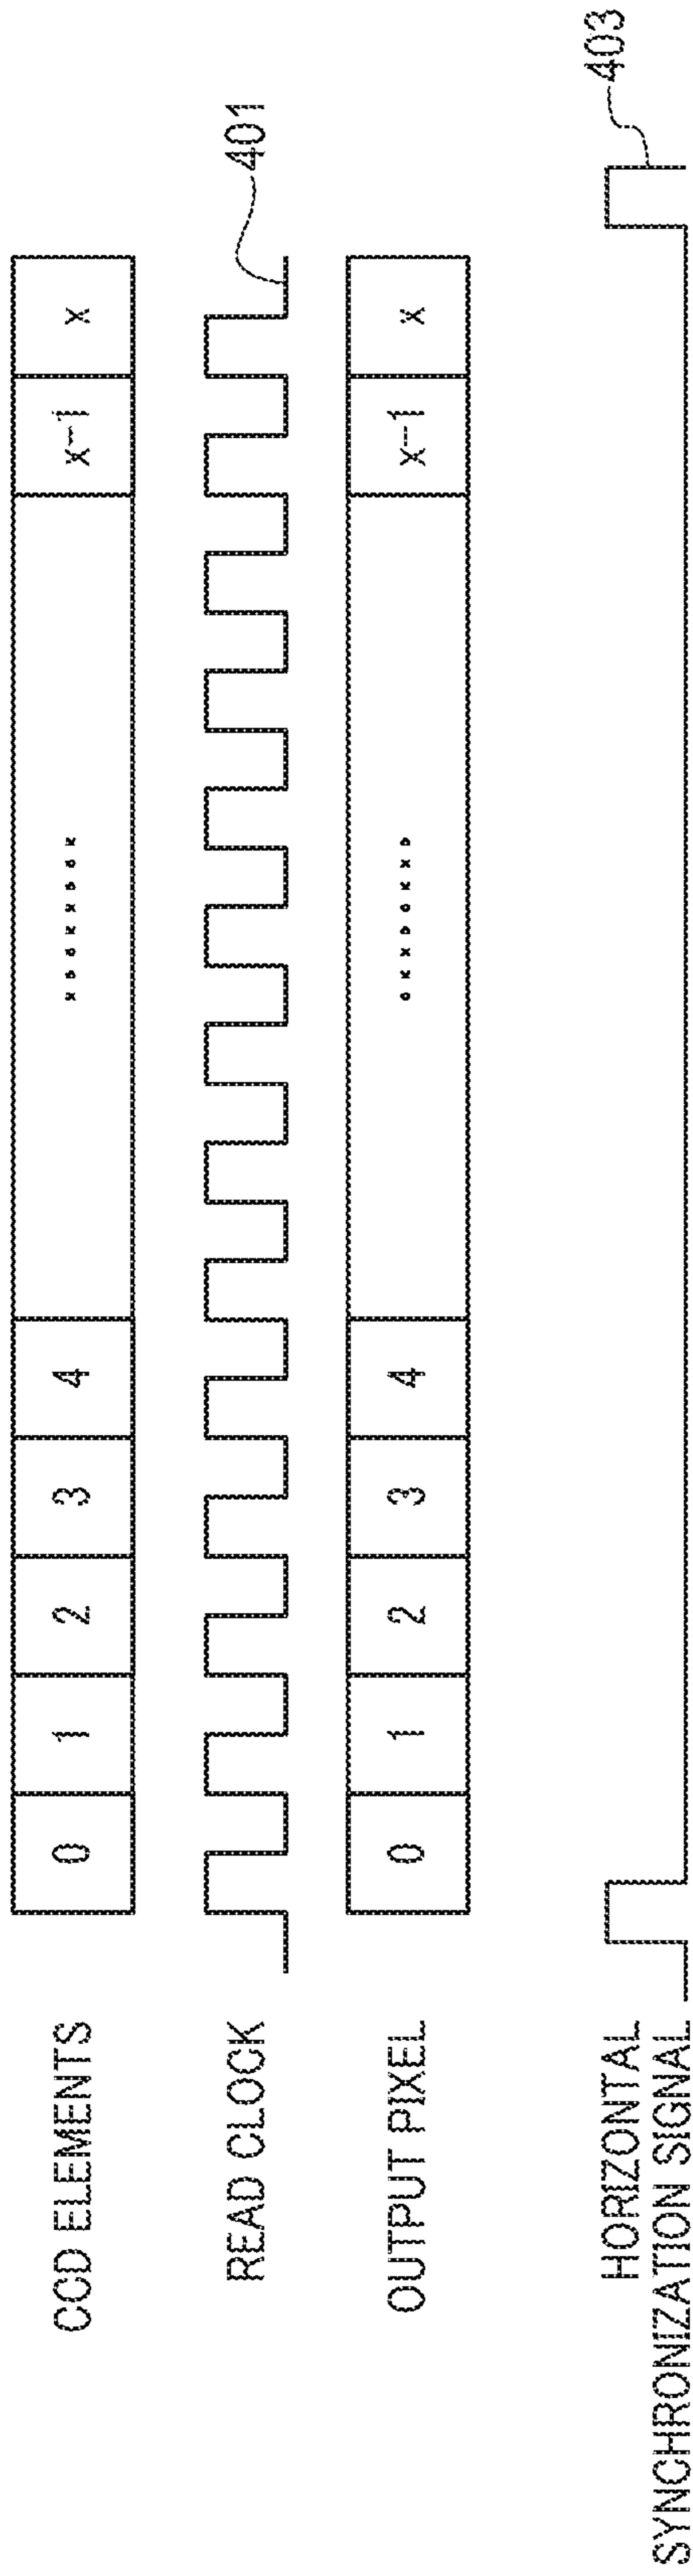 CCD ELEMENTS 0 1 2 3 4 ........ x-1 x
READ CLOCK 401
OUTPUT PIXEL 0 1 2 3 4 ........ x-1 x
HORIZONTAL
SYNCHRONIZATION SIGNAL 403